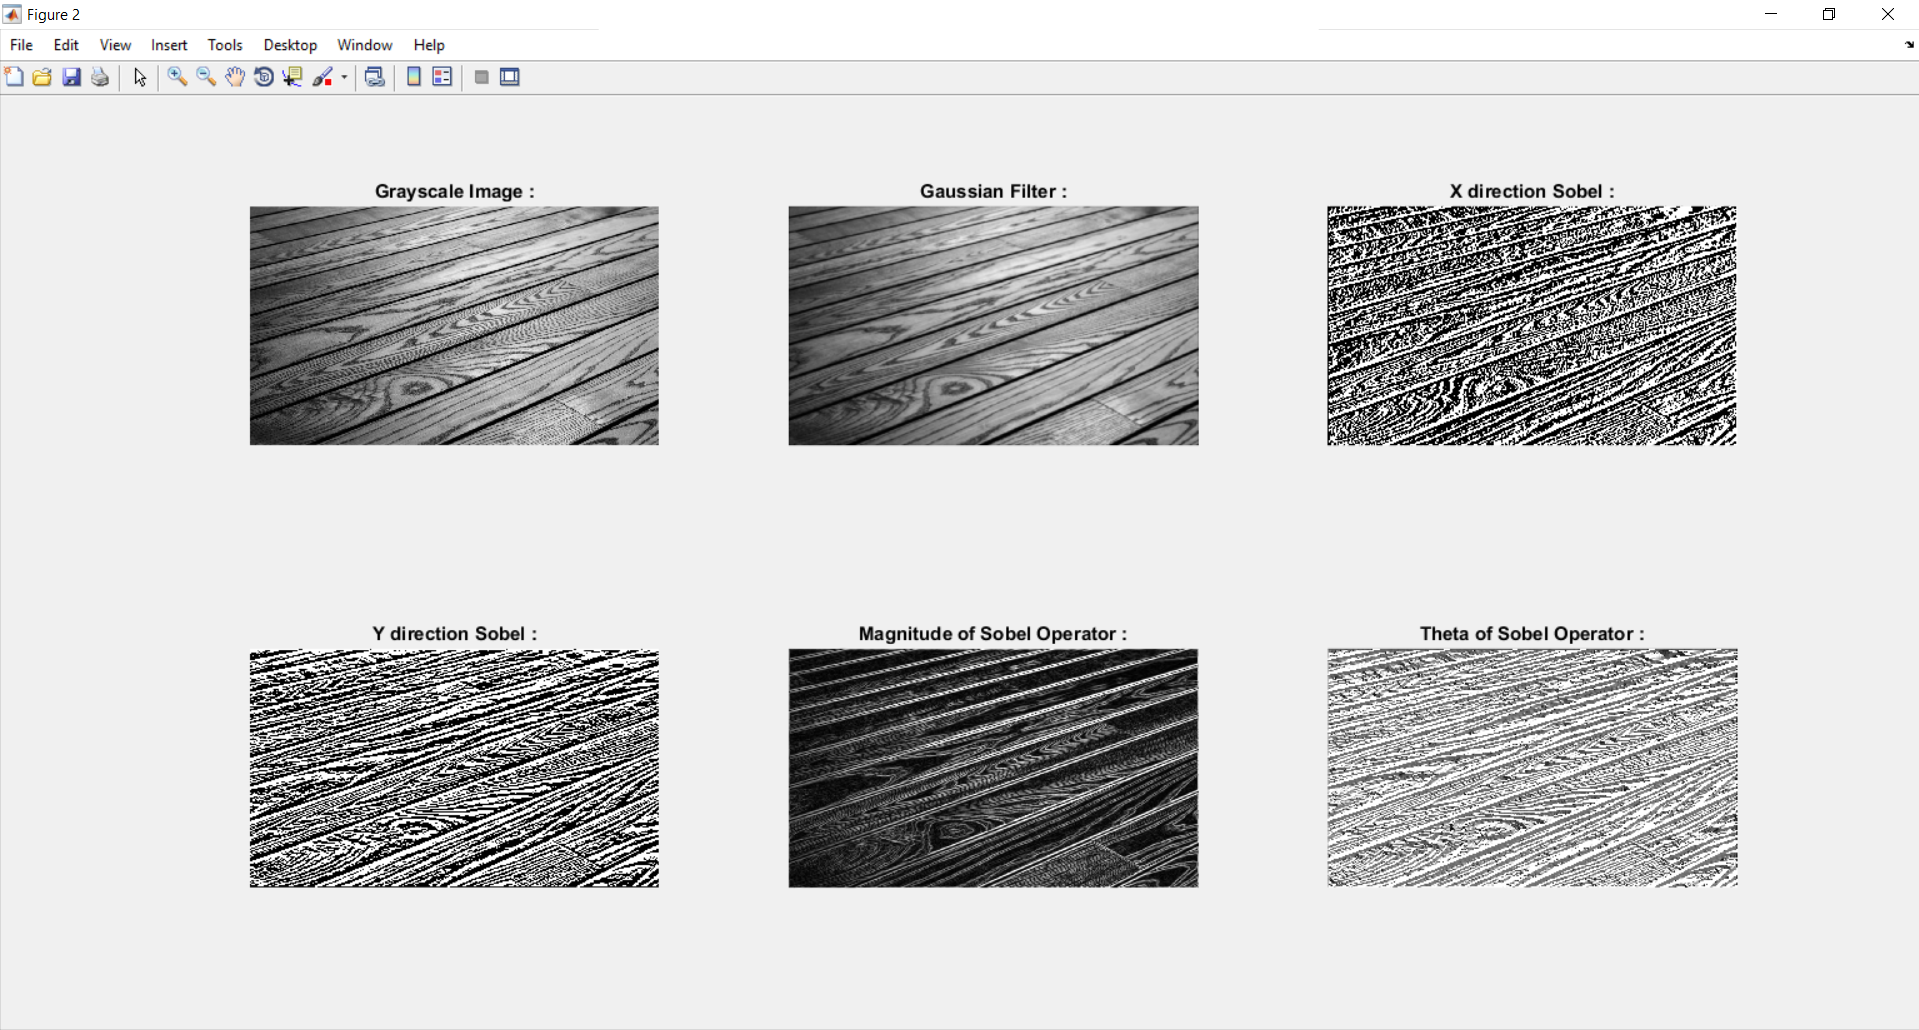 Figure 2
File Edit View Insert Tools Desktop Window Help
Grayscale Image :
Gaussian Filter :
X direction Sobel :
Y direction Sobel :
Magnitude of Sobel Operator :
Theta of Sobel Operator :